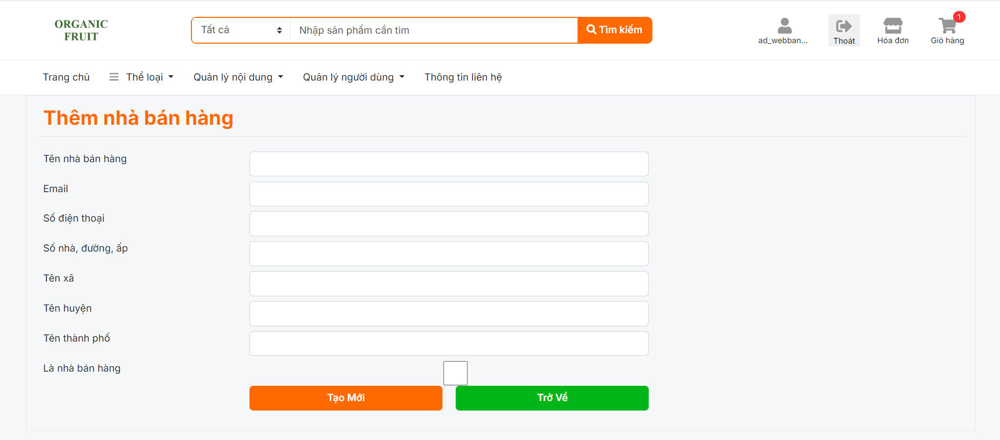 ORGANIC
FRUIT
Tất cả
Nhập sản phẩm cần tìm
Tìm kiếm
ad_webban...
Thoát
Hóa đơn
1
Giỏ hàng
Trang chủ
Thể loại
Quản lý nội dung
Quản lý người dùng
Thông tin liên hệ
Thêm nhà bán hàng
Tên nhà bán hàng
Email
Số điện thoại
Số nhà, đường, ấp
Tên xã
Tên huyện
Tên thành phố
Là nhà bán hàng
Tạo Mới
Trở Về